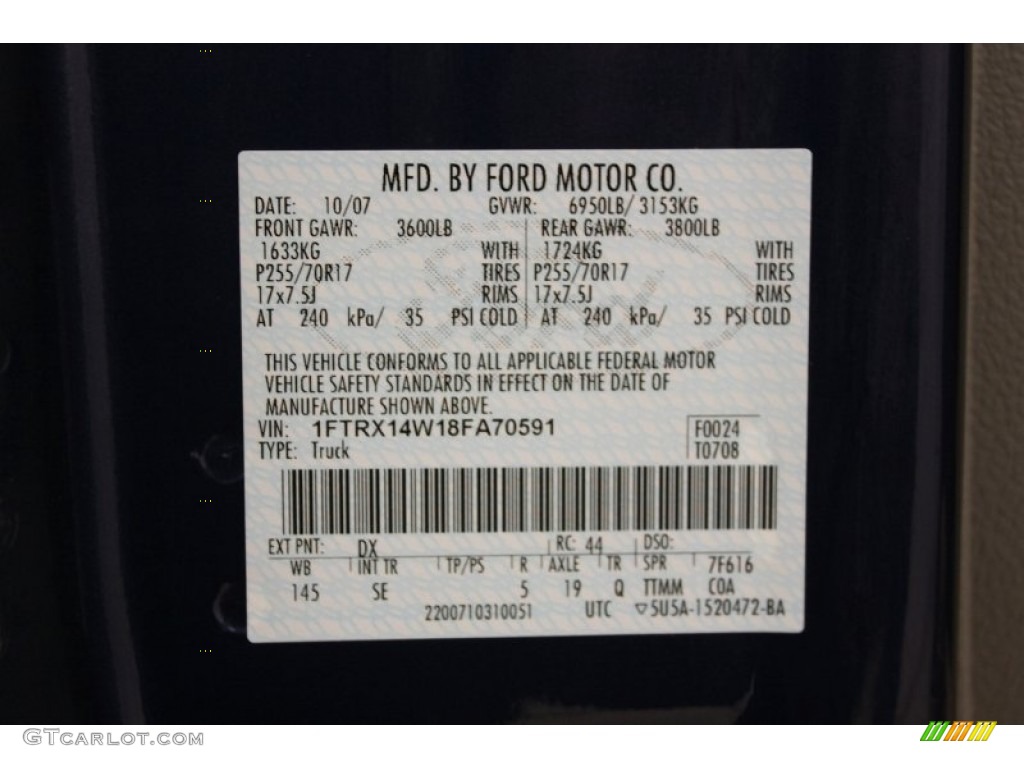 MFD. BY FORD MOTOR CO.
DATE: 10/07 GVWR: 6950LB/ 3153KG
FRONT GAWR: 3600LB REAR GAWR: 3800LB
1633KG WITH 1724KG WITH
P255/70R17 TIRES P255/70R17 TIRES
17x7.5J RIMS 17x7.5J RIMS
AT 240 kPa/ 35 PSI COLD AT 240 kPa/ 35 PSI COLD
THIS VEHICLE CONFORMS TO ALL APPLICABLE FEDERAL MOTOR
VEHICLE SAFETY STANDARDS IN EFFECT ON THE DATE OF
MANUFACTURE SHOWN ABOVE.
VIN: 1FTRX14W18FA70591 F0024
TYPE: Truck T0708
EXT PNT: DX RC: 44 DSO:
WB INT TR TP/PS R AXLE TR SPR 7F616
145 SE 5 19 Q TTMM COA
2200710310051 UTC ▽5U5A-1520472-BA
GTCarlot.com